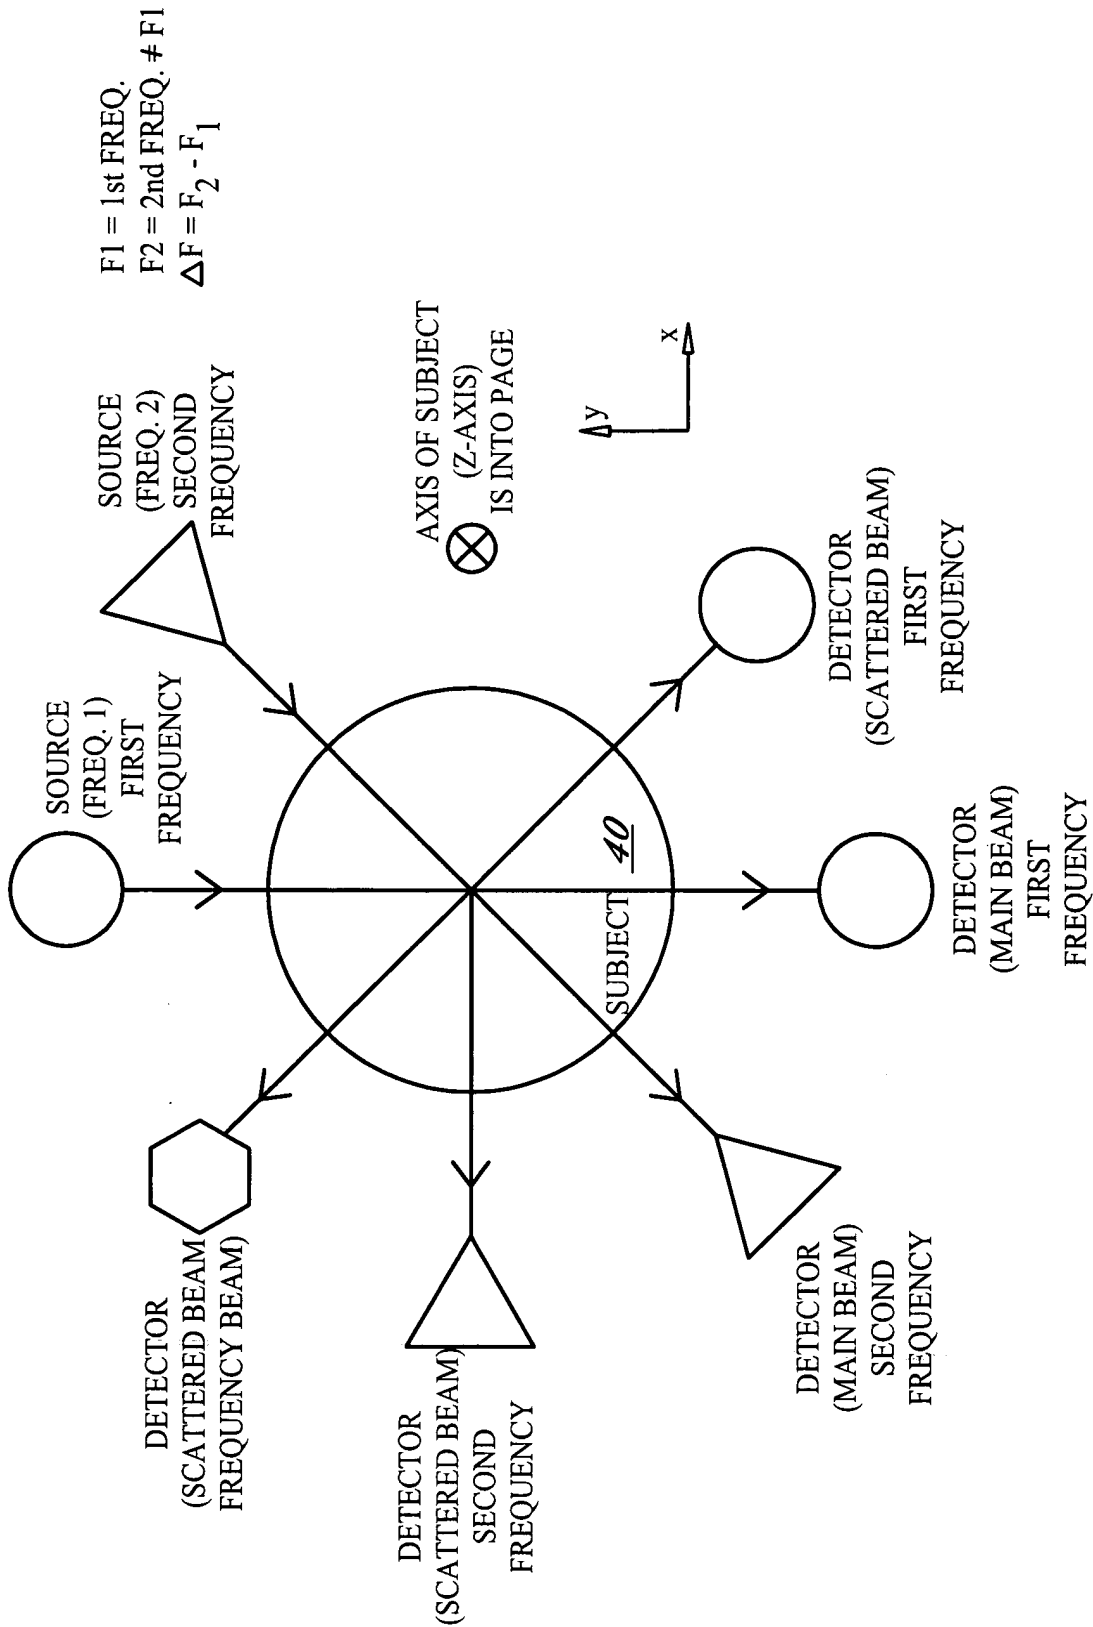 F1 = 1st FREQ.
F2 = 2nd FREQ. ≠ F1
ΔF = F2 - F1
SOURCE
(FREQ. 1)
FIRST
FREQUENCY
SOURCE
(FREQ. 2)
SECOND
FREQUENCY
DETECTOR
(SCATTERED BEAM
FREQUENCY BEAM)
AXIS OF SUBJECT
(Z-AXIS)
IS INTO PAGE
DETECTOR
(SCATTERED BEAM)
SECOND
FREQUENCY
SUBJECT 40
y
x
DETECTOR
(MAIN BEAM)
SECOND
FREQUENCY
DETECTOR
(MAIN BEAM)
FIRST
FREQUENCY
DETECTOR
(SCATTERED BEAM)
FIRST
FREQUENCY